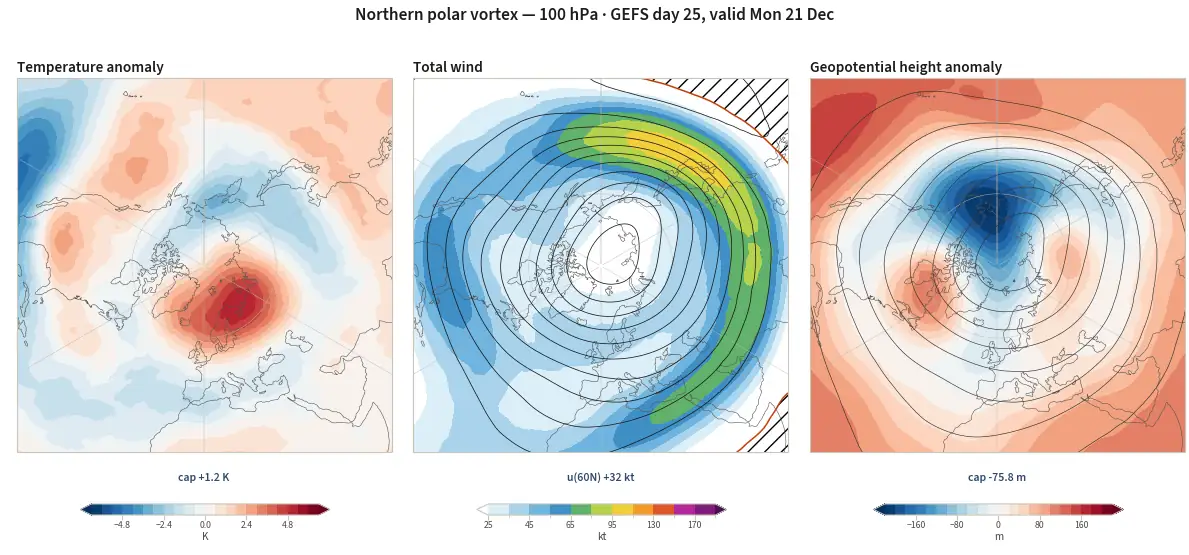 Northern polar vortex — 100 hPa · GEFS day 25, valid Mon 21 Dec
Temperature anomaly
Total wind
Geopotential height anomaly
cap +1.2 K
u(60N) +32 kt
cap -75.8 m
−4.8 −2.4 0.0 2.4 4.8
K
25 45 65 95 130 170
kt
−160 −80 0 80 160
m